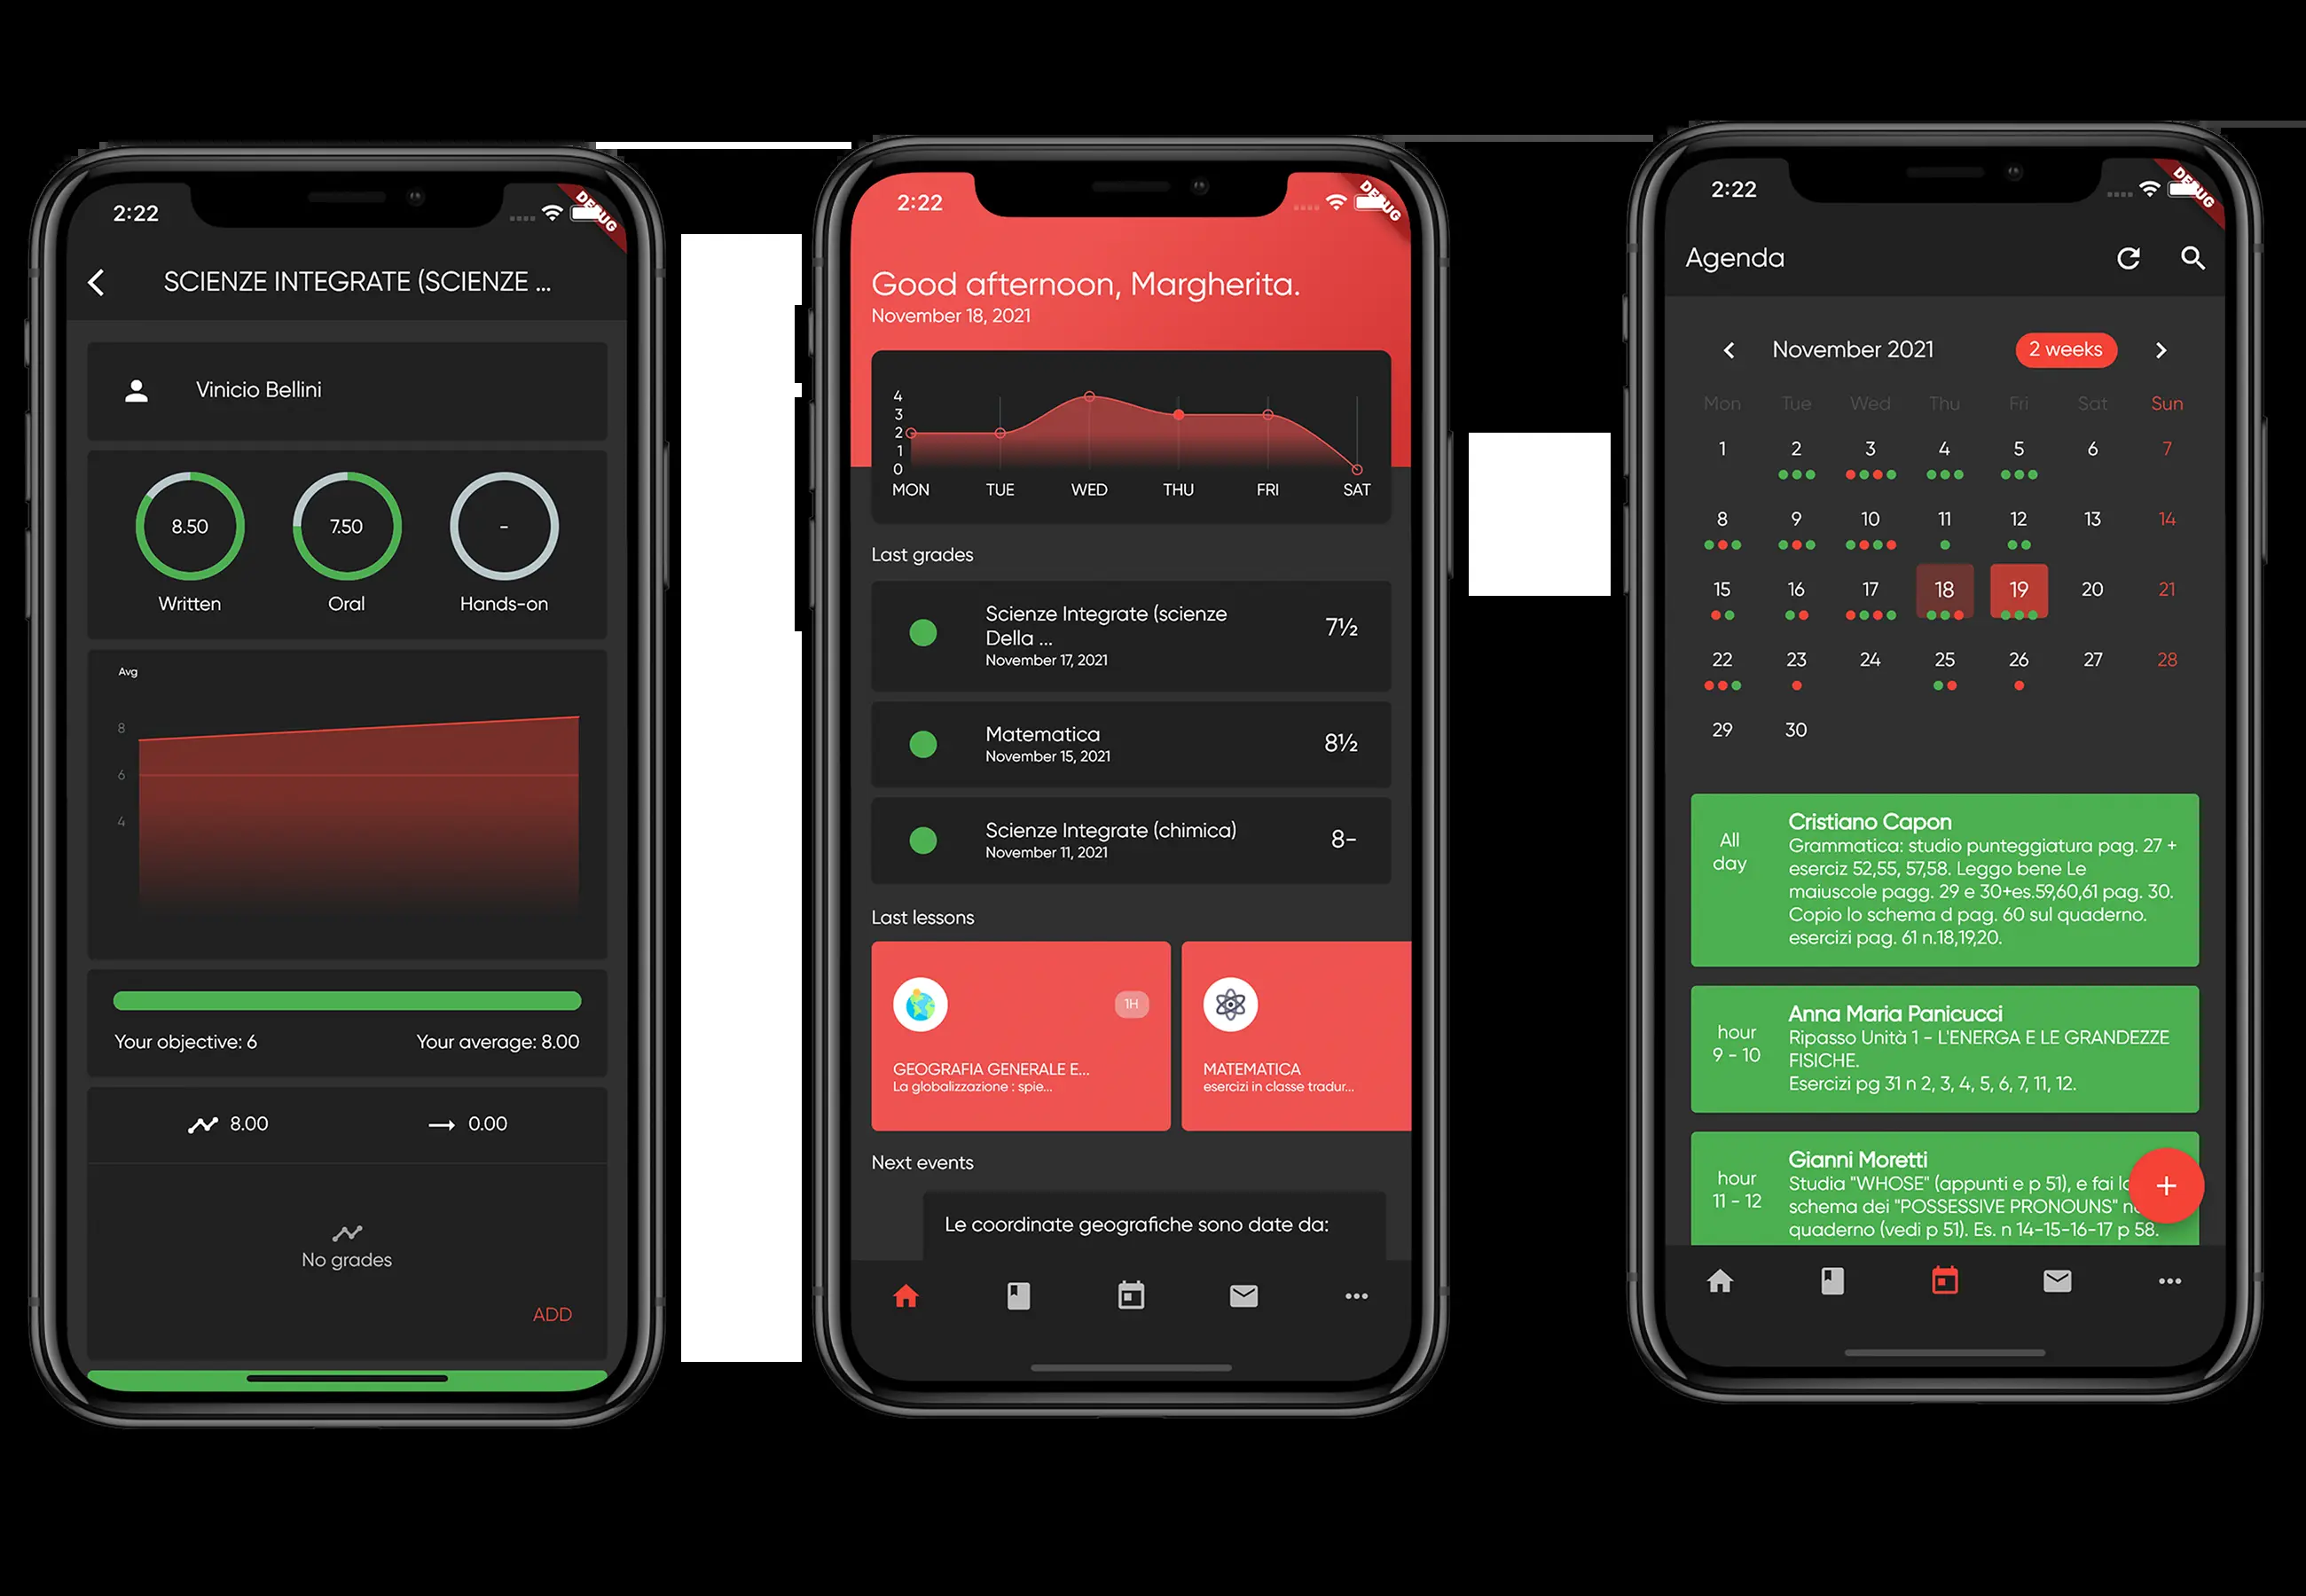 2:22
DEBUG
SCIENZE INTEGRATE (SCIENZE ...
Vinicio Bellini
8.50
7.50
-
Written
Oral
Hands-on
Avg
8
6
4
Your objective: 6
Your average: 8.00
8.00
0.00
No grades
ADD
2:22
DEBUG
Good afternoon, Margherita.
November 18, 2021
4
3
2
1
0
MON TUE WED THU FRI SAT
Last grades
Scienze Integrate (scienze
Della ...
November 17, 2021
7½
Matematica
November 15, 2021
8½
Scienze Integrate (chimica)
November 11, 2021
8-
Last lessons
1H
GEOGRAFIA GENERALE E...
La globalizzazione : spie...
MATEMATICA
esercizi in classe tradur...
Next events
Le coordinate geografiche sono date da:
2:22
DEBUG
Agenda
November 2021
2 weeks
Mon Tue Wed Thu Fri Sat Sun
1 2 3 4 5 6 7
8 9 10 11 12 13 14
15 16 17 18 19 20 21
22 23 24 25 26 27 28
29 30
All
day
Cristiano Capon
Grammatica: studio punteggiatura pag. 27 +
eserciz 52,55, 57,58. Leggo bene Le
maiuscole pagg. 29 e 30+es.59,60,61 pag. 30.
Copio lo schema d pag. 60 sul quaderno.
esercizi pag. 61 n.18,19,20.
hour
9 - 10
Anna Maria Panicucci
Ripasso Unità 1 - L'ENERGA E LE GRANDEZZE
FISICHE.
Esercizi pg 31 n 2, 3, 4, 5, 6, 7, 11, 12.
hour
11 - 12
Gianni Moretti
Studia "WHOSE" (appunti e p 51), e fai
schema dei "POSSESSIVE PRONOUNS"
quaderno (vedi p 51). Es. n 14-15-16-17 p 58.